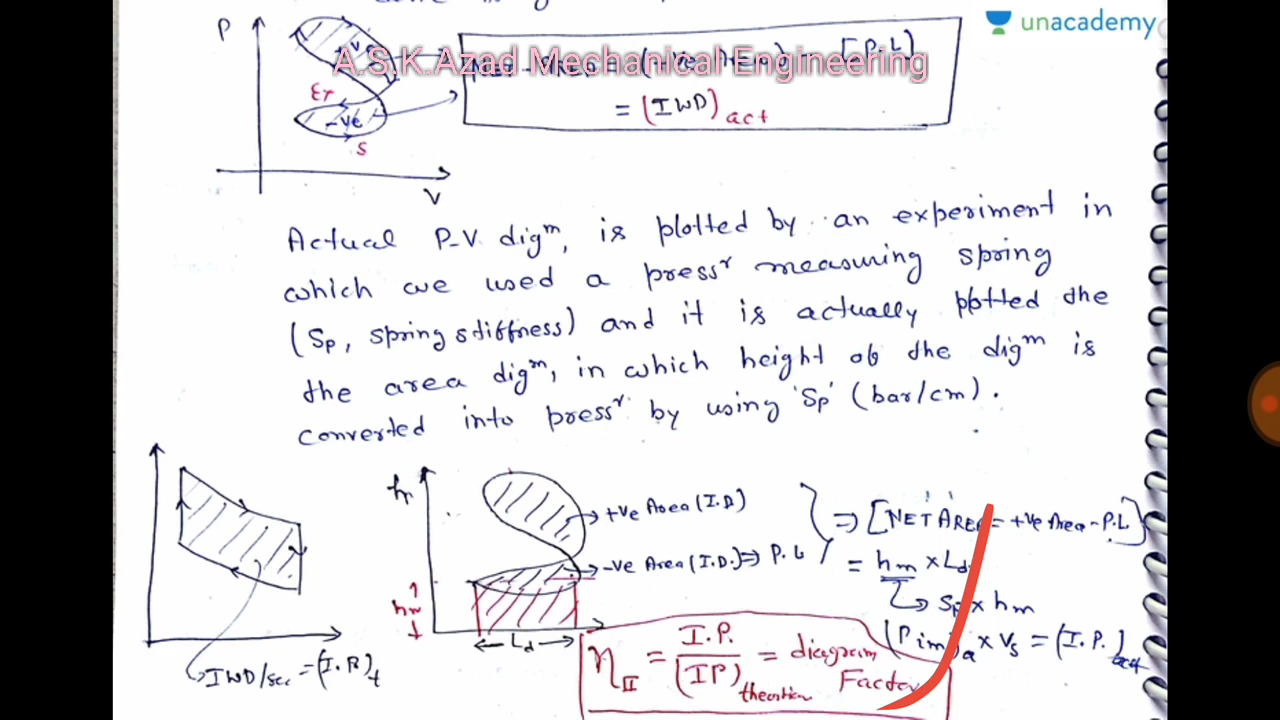 P
unacademy
A.S.K.Azad Mechanical Engineering
+ve
[P.L]
Er
-ve
= (IWD)act
S
V
Actual P-V digm, is plotted by an experiment in
which we used a pressr measuring spring
(Sp, spring stiffness) and it is actually plotted the
the area digm, in which height of the digm is
converted into pressr by using 'Sp' (bar/cm).
h
+ve Area (I.D)
⇒ [NET AREA = +ve Area - P.L]
-ve Area (I.D.) ⇒ P.L
= hm × Ld
Sp × hm
hm
Ld
(Pim)a × Vs = (I.P.)act
IWD/sec = (I.P)t
ηII = I.P. / (IP)theoretion = diagram Factor